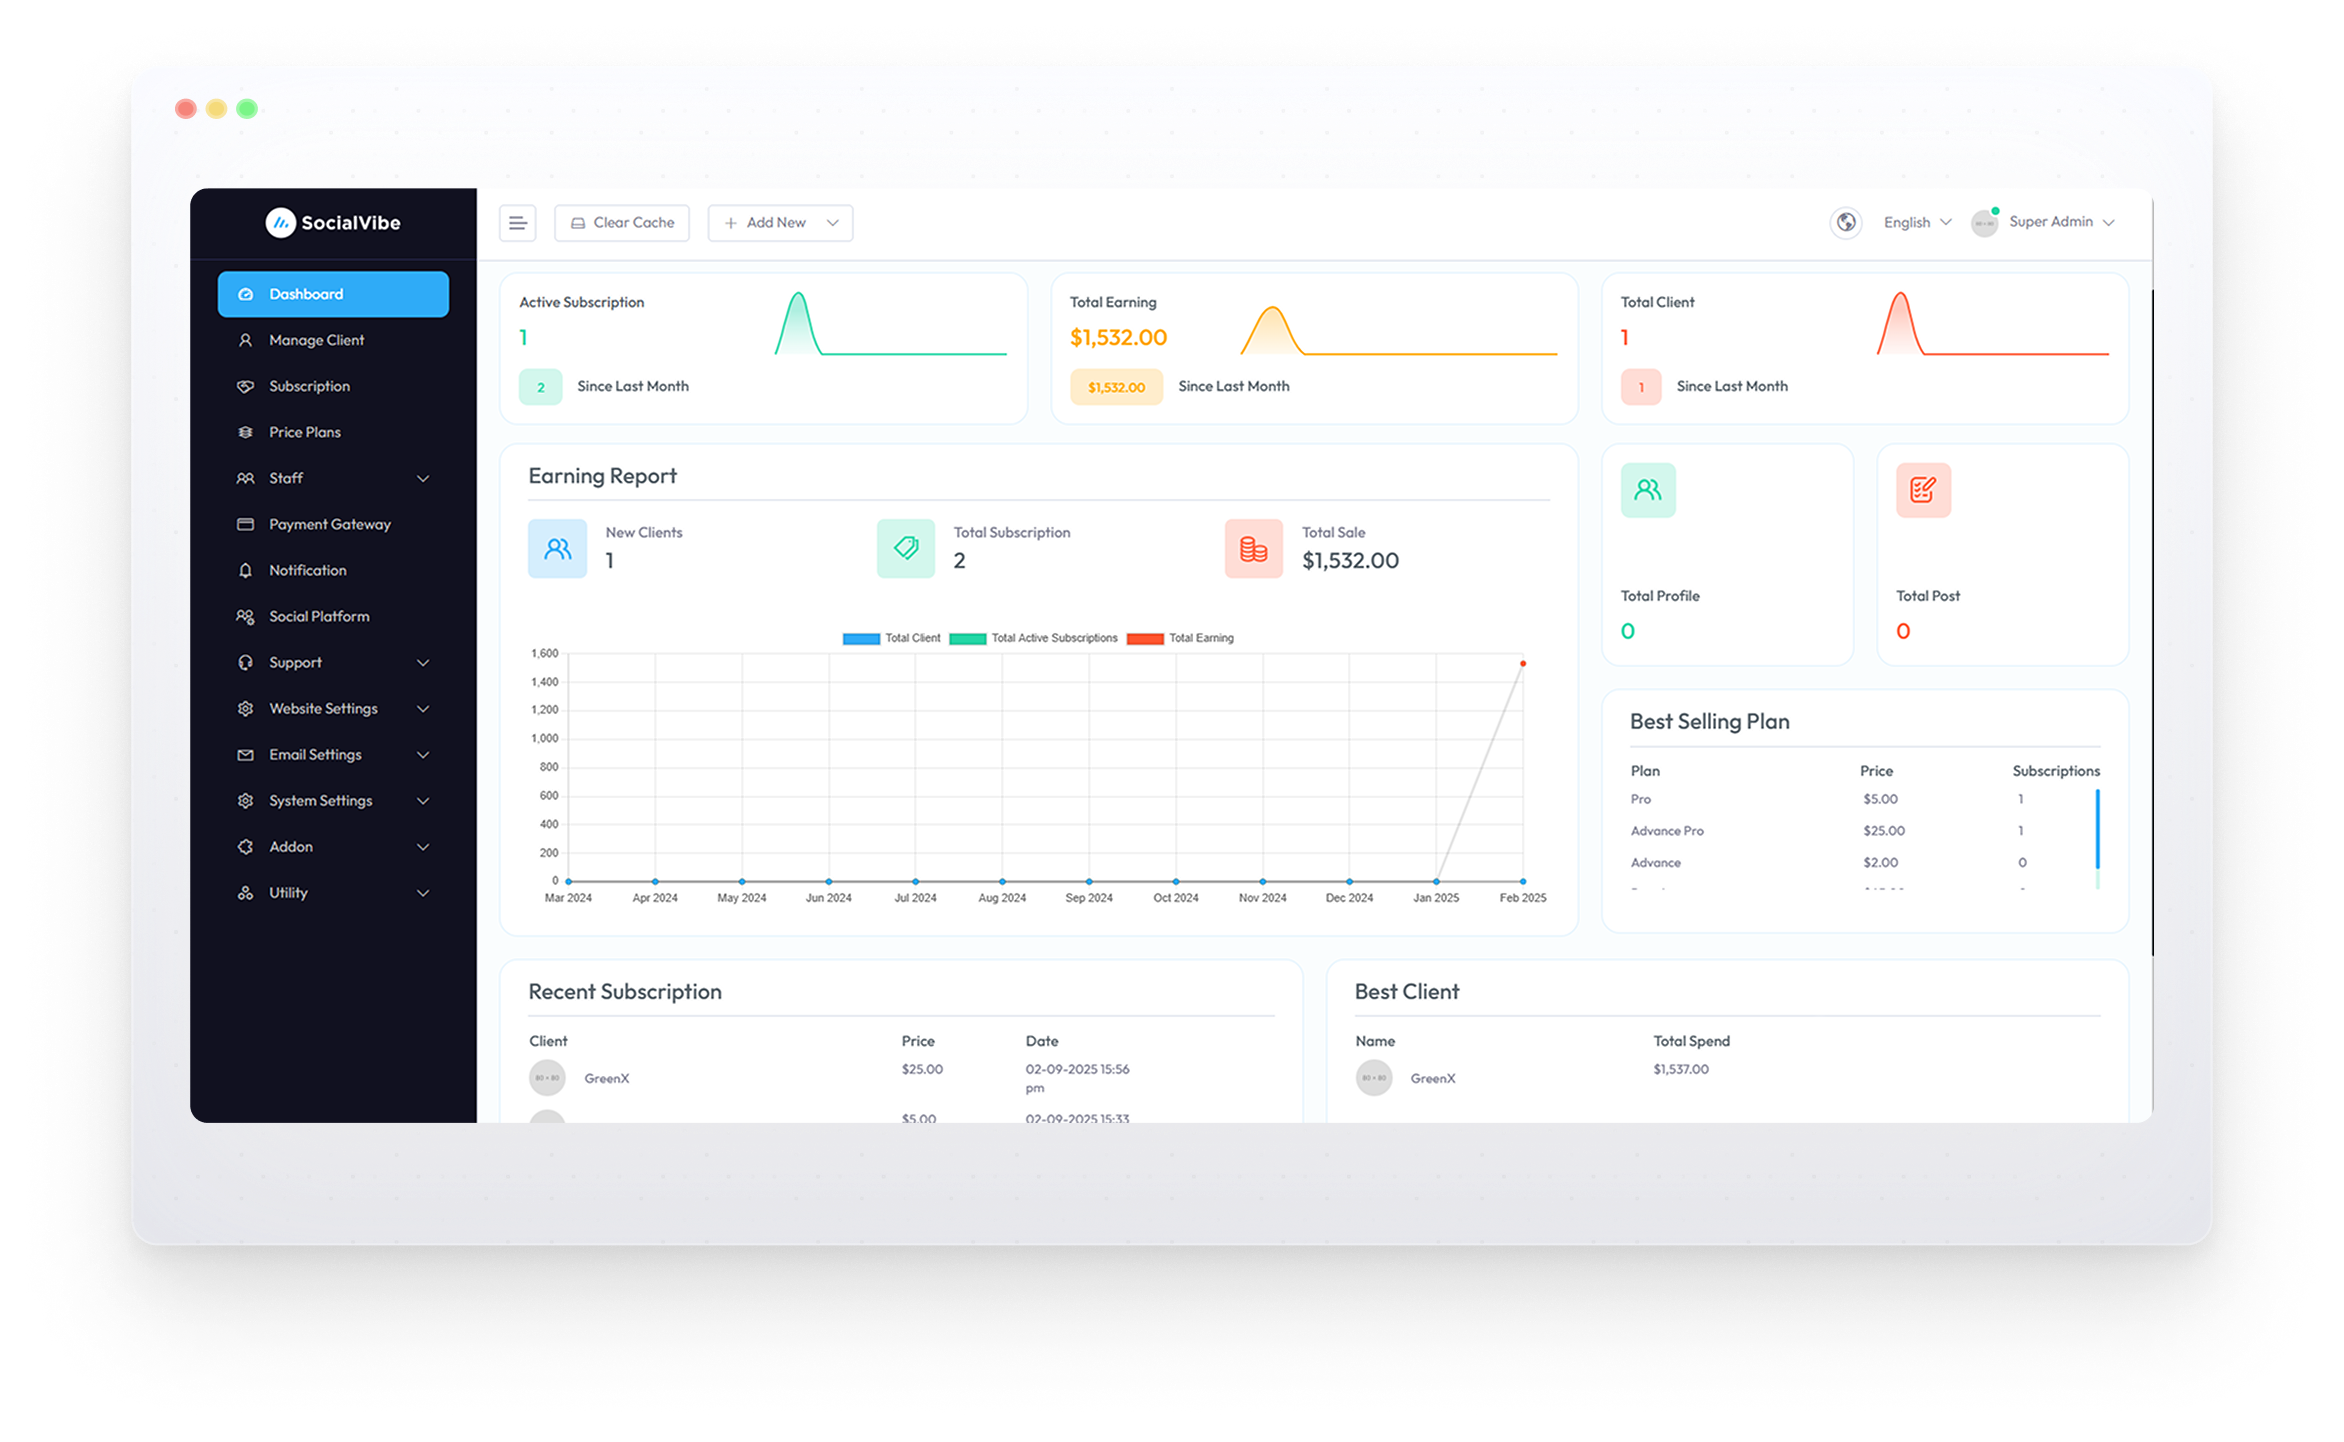 SocialVibe
Clear Cache
Add New
English
Super Admin
Dashboard
Manage Client
Subscription
Price Plans
Staff
Payment Gateway
Notification
Social Platform
Support
Website Settings
Email Settings
System Settings
Addon
Utility
Active Subscription
1
2 Since Last Month
Total Earning
$1,532.00
$1,532.00 Since Last Month
Total Client
1
1 Since Last Month
Earning Report
New Clients
1
Total Subscription
2
Total Sale
$1,532.00
Total Client Total Active Subscriptions Total Earning
1,600
1,400
1,200
1,000
800
600
400
200
0
Mar 2024 Apr 2024 May 2024 Jun 2024 Jul 2024 Aug 2024 Sep 2024 Oct 2024 Nov 2024 Dec 2024 Jan 2025 Feb 2025
Total Profile
0
Total Post
0
Best Selling Plan
Plan Price Subscriptions
Pro $5.00 1
Advance Pro $25.00 1
Advance $2.00 0
Recent Subscription
Client Price Date
80 × 80 GreenX $25.00 02-09-2025 15:56
pm
$5.00 02-09-2025 15:33
Best Client
Name Total Spend
80 × 80 GreenX $1,537.00